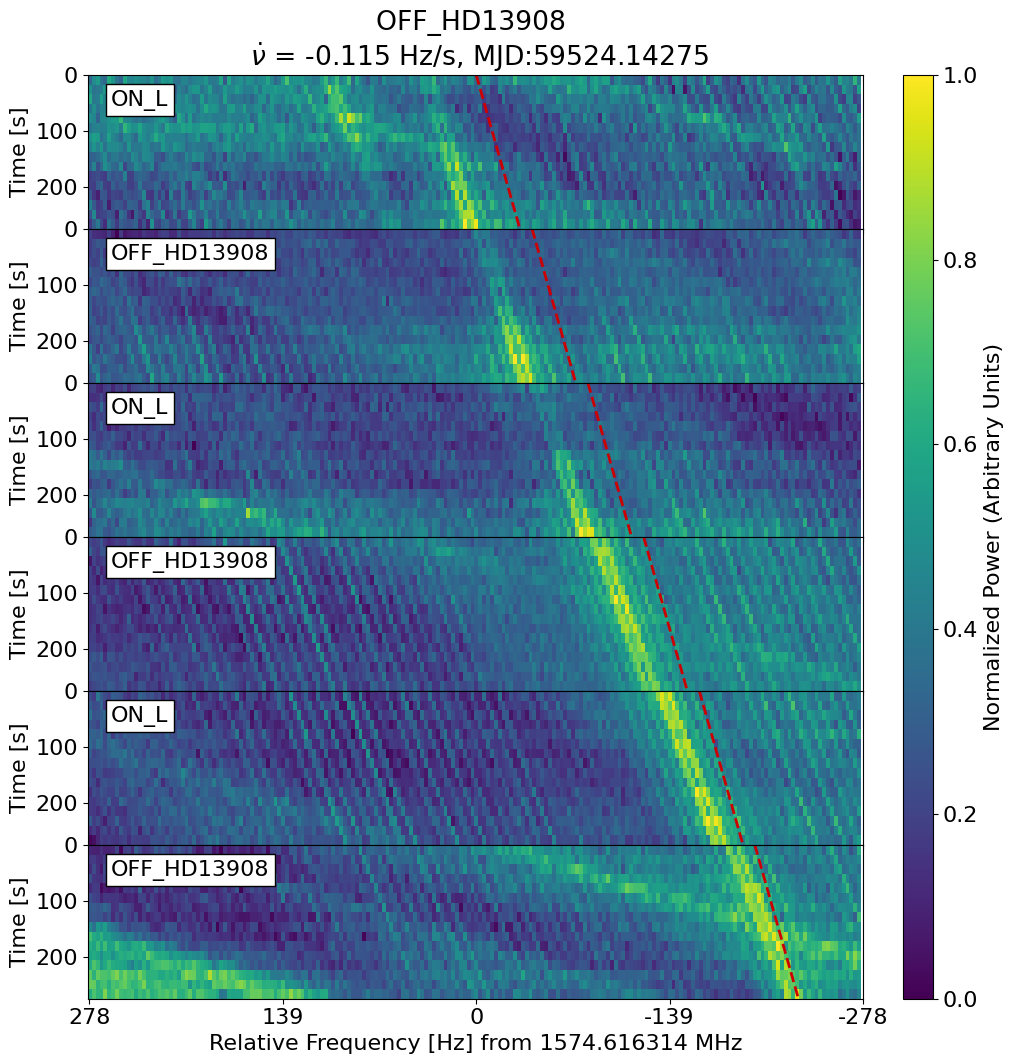 OFF_HD13908
ν̇ = -0.115 Hz/s, MJD:59524.14275
ON_L
OFF_HD13908
ON_L
OFF_HD13908
ON_L
OFF_HD13908
Time [s]
0
100
200
Time [s]
0
100
200
Time [s]
0
100
200
Time [s]
0
100
200
Time [s]
0
100
200
Time [s]
0
100
200
278 139 0 -139 -278
Relative Frequency [Hz] from 1574.616314 MHz
1.0
0.8
0.6
0.4
0.2
0.0
Normalized Power (Arbitrary Units)